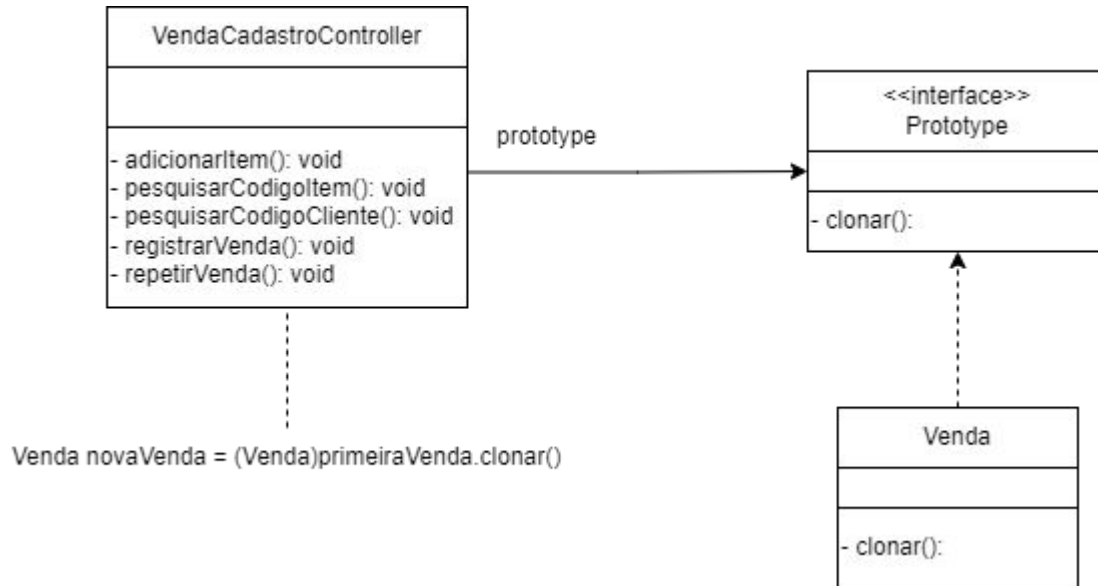 VendaCadastroController
- adicionarItem(): void
- pesquisarCodigoItem(): void
- pesquisarCodigoCliente(): void
- registrarVenda(): void
- repetirVenda(): void
prototype
<<interface>>
Prototype
- clonar():
Venda novaVenda = (Venda)primeiraVenda.clonar()
Venda
- clonar():